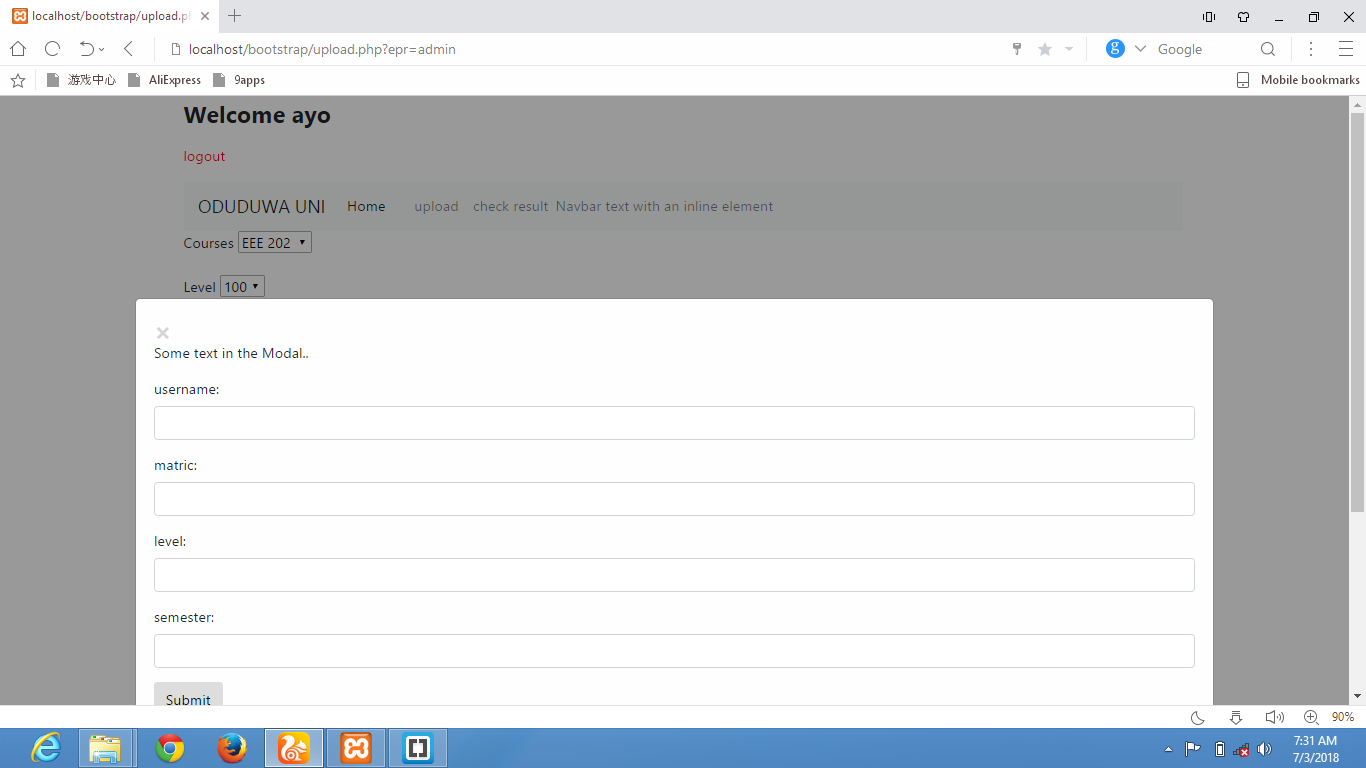 localhost/bootstrap/upload.p
localhost/bootstrap/upload.php?epr=admin
g
Google
游戏中心
AliExpress
9apps
Mobile bookmarks
Welcome ayo
logout
ODUDUWA UNI Home upload check result Navbar text with an inline element
Courses EEE 202
Level 100
×
Some text in the Modal..
username:
matric:
level:
semester:
Submit
90%
7:31 AM
7/3/2018